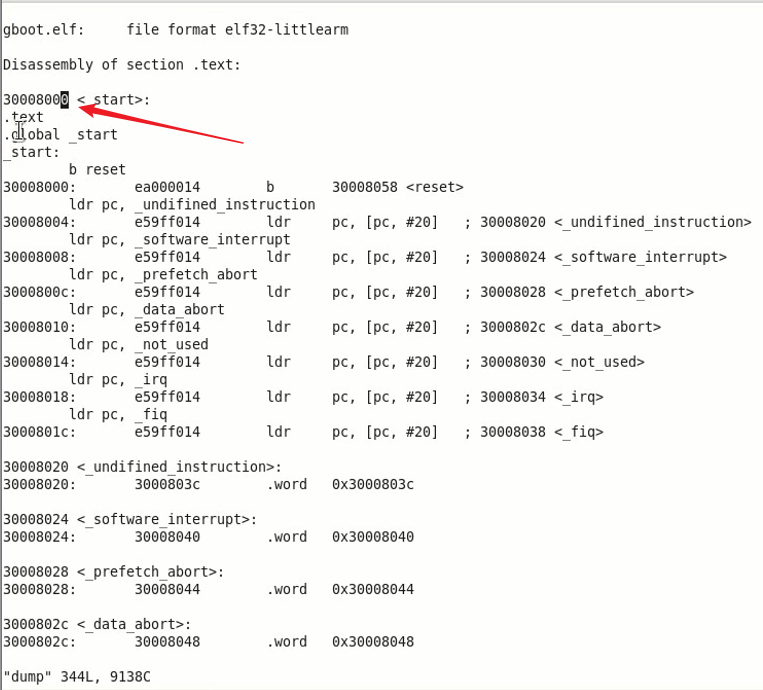 gboot.elf:     file format elf32-littlearm
Disassembly of section .text:
30008000 <_start>:
.text
.global _start
_start:
        b reset
30008000:       ea000014        b       30008058 <reset>
        ldr pc, _undifined_instruction
30008004:       e59ff014        ldr     pc, [pc, #20]   ; 30008020 <_undifined_instruction>
        ldr pc, _software_interrupt
30008008:       e59ff014        ldr     pc, [pc, #20]   ; 30008024 <_software_interrupt>
        ldr pc, _prefetch_abort
3000800c:       e59ff014        ldr     pc, [pc, #20]   ; 30008028 <_prefetch_abort>
        ldr pc, _data_abort
30008010:       e59ff014        ldr     pc, [pc, #20]   ; 3000802c <_data_abort>
        ldr pc, _not_used
30008014:       e59ff014        ldr     pc, [pc, #20]   ; 30008030 <_not_used>
        ldr pc, _irq
30008018:       e59ff014        ldr     pc, [pc, #20]   ; 30008034 <_irq>
        ldr pc, _fiq
3000801c:       e59ff014        ldr     pc, [pc, #20]   ; 30008038 <_fiq>
30008020 <_undifined_instruction>:
30008020:       3000803c        .word   0x3000803c
30008024 <_software_interrupt>:
30008024:       30008040        .word   0x30008040
30008028 <_prefetch_abort>:
30008028:       30008044        .word   0x30008044
3000802c <_data_abort>:
3000802c:       30008048        .word   0x30008048
"dump" 344L, 9138C